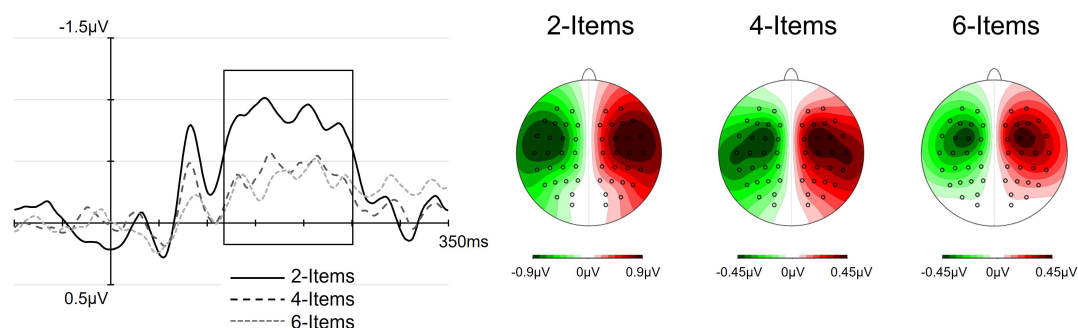 -1.5µV
0.5µV
350ms
2-Items
4-Items
6-Items
2-Items
4-Items
6-Items
-0.9µV 0µV 0.9µV
-0.45µV 0µV 0.45µV
-0.45µV 0µV 0.45µV